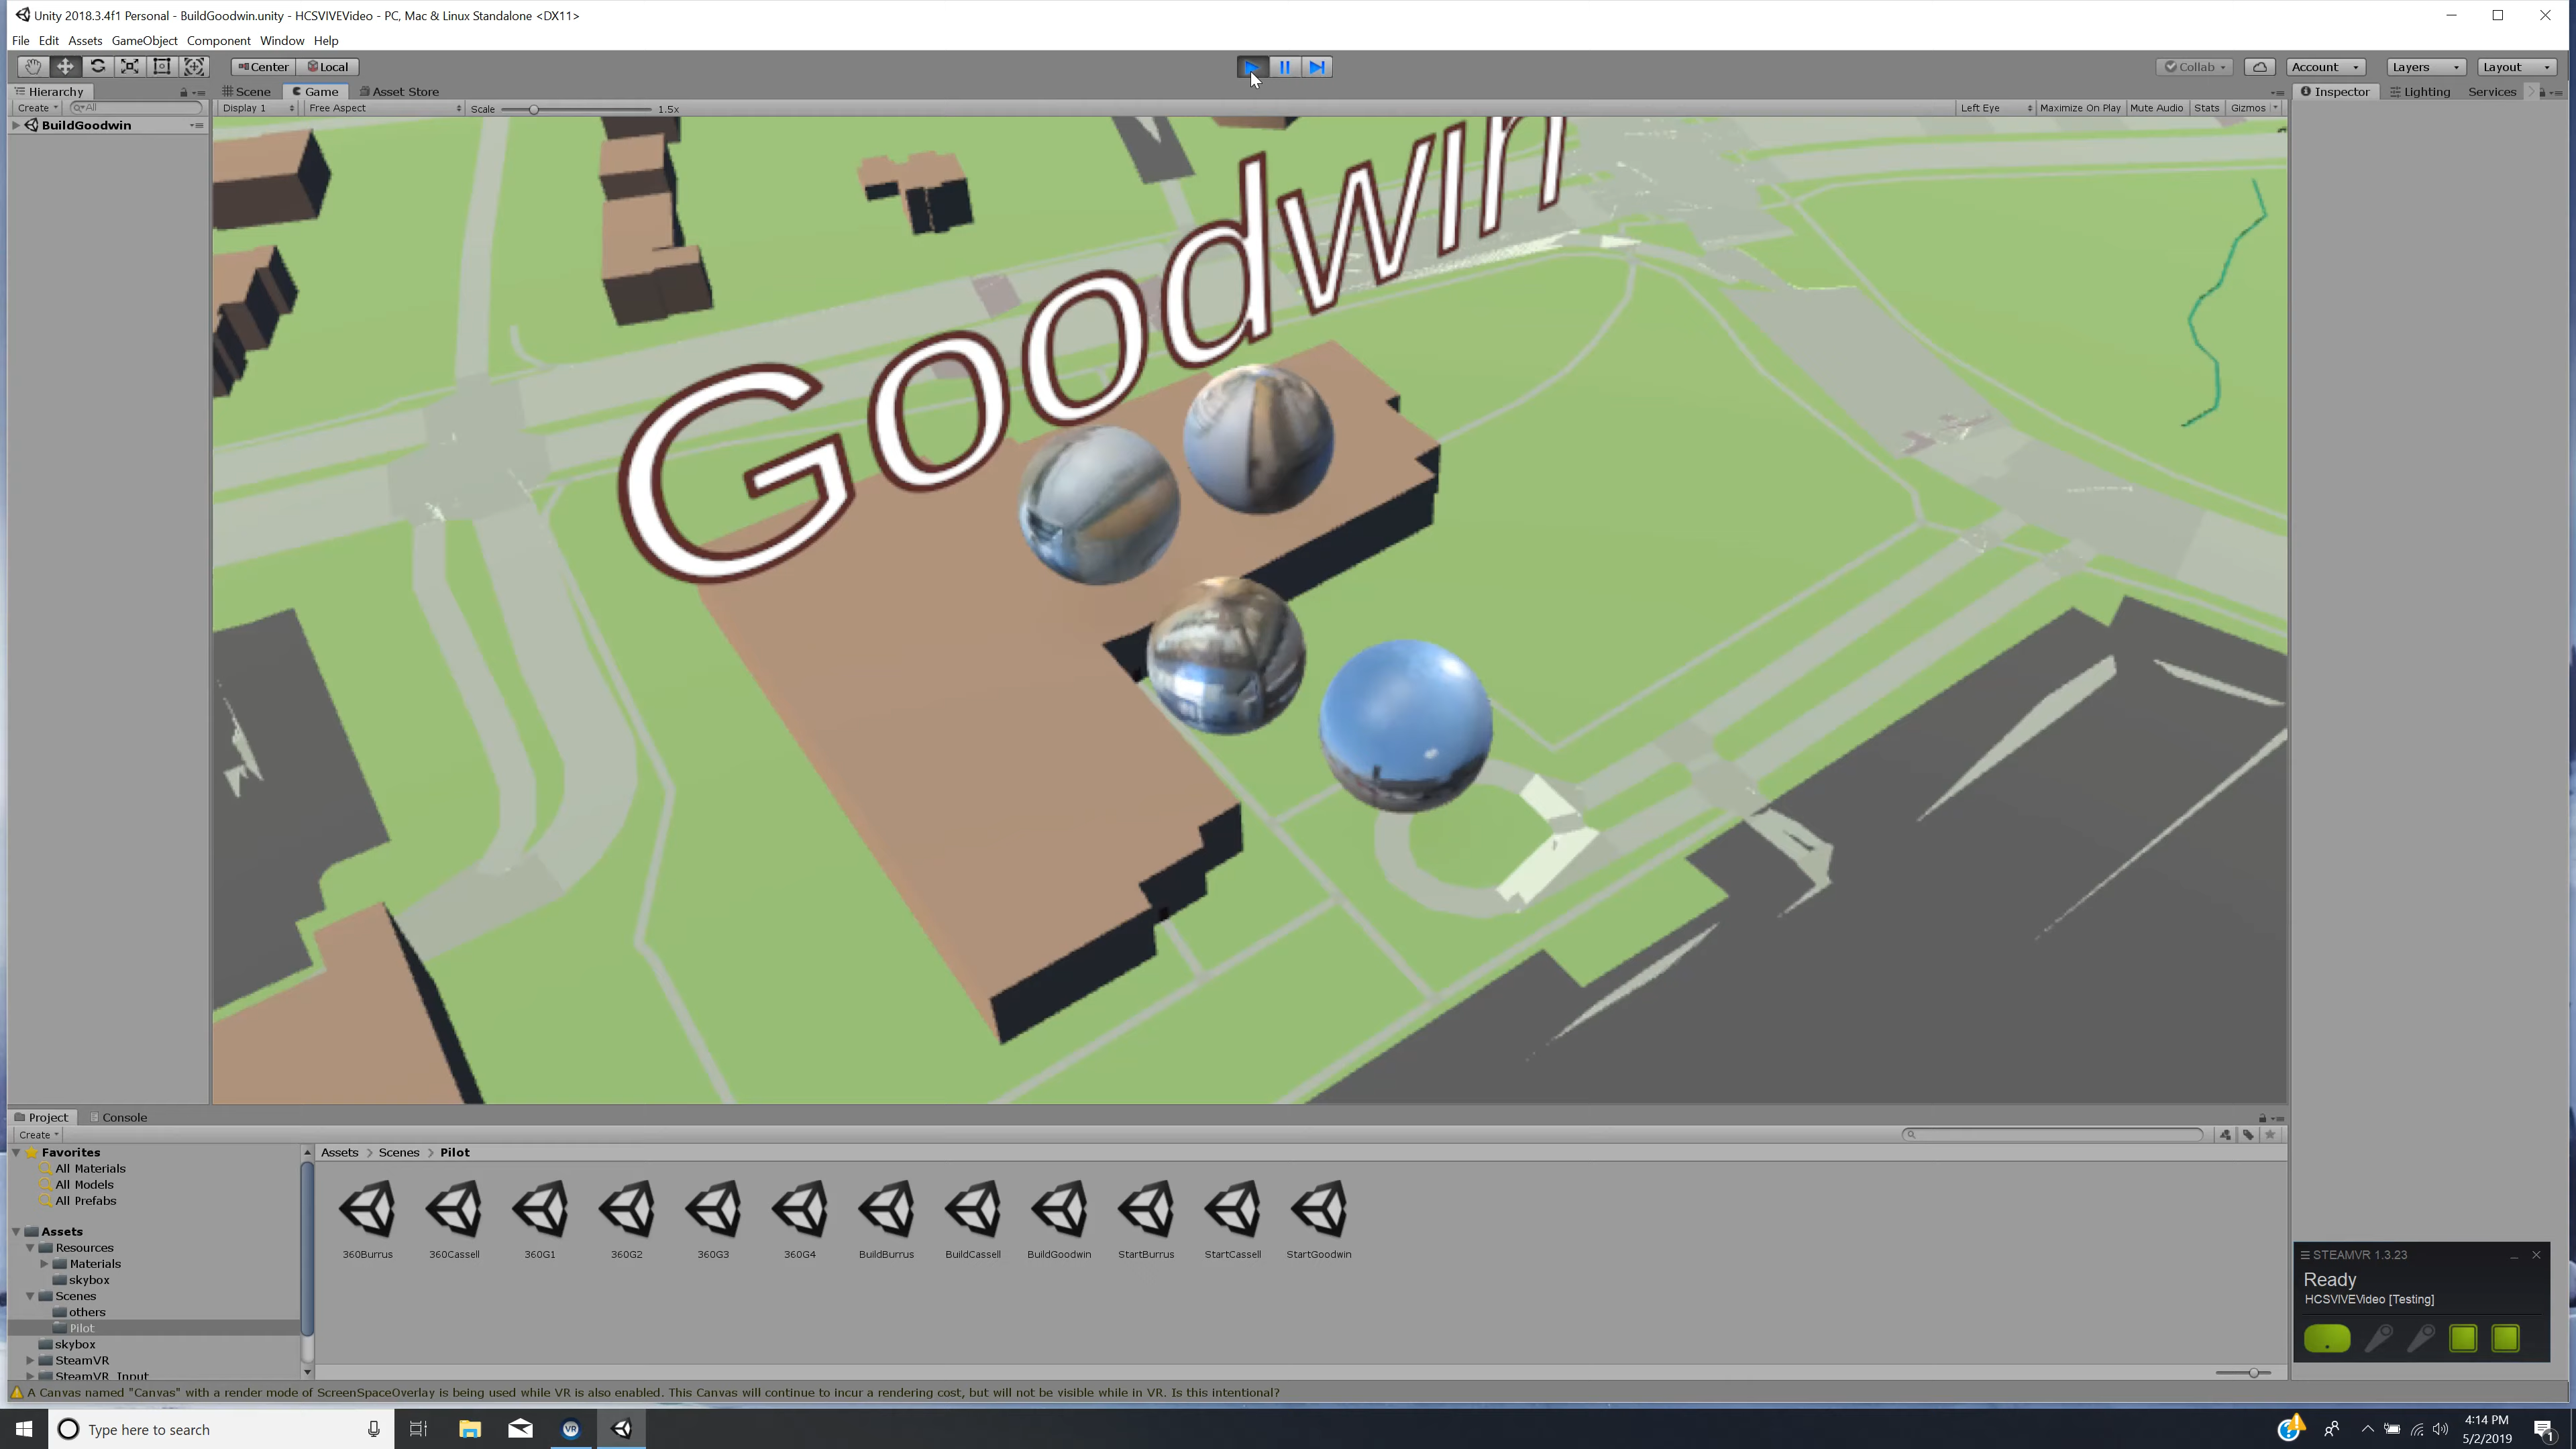 Unity 2018.3.4f1 Personal - BuildGoodwin.unity - HCSVIVEVideo - PC, Mac & Linux Standalone <DX11>
File Edit Assets GameObject Component Window Help
Center Local Collab Account Layers Layout
Hierarchy Scene Game Asset Store Inspector Lighting Services
Create All Display 1 Free Aspect Scale 1.5x Left Eye Maximize On Play Mute Audio Stats Gizmos
BuildGoodwin
Goodwin
Project Console
Create
Favorites
All Materials
All Models
All Prefabs
Assets
Resources
Materials
skybox
Scenes
others
Pilot
skybox
SteamVR
SteamVR_Input
Assets > Scenes > Pilot
360Burrus 360Cassell 360G1 360G2 360G3 360G4 BuildBurrus BuildCassell BuildGoodwin StartBurrus StartCassell StartGoodwin
STEAMVR 1.3.23
Ready
HCSVIVEVideo [Testing]
A Canvas named "Canvas" with a render mode of ScreenSpaceOverlay is being used while VR is also enabled. This Canvas will continue to incur a rendering cost, but will not be visible while in VR. Is this intentional?
Type here to search
VR
4:14 PM
5/2/2019
1